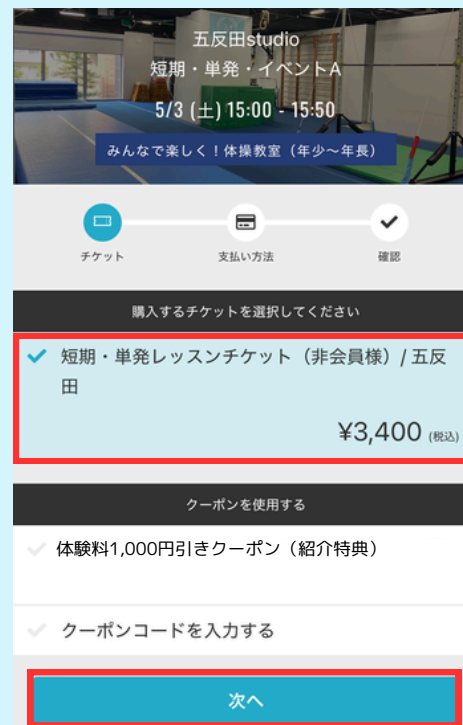 五反田studio
短期・単発・イベントA
5/3 (土) 15:00 - 15:50
みんなで楽しく！体操教室（年少〜年長）
チケット
支払い方法
確認
購入するチケットを選択してください
短期・単発レッスンチケット（非会員様）/ 五反
田
¥3,400 (税込)
クーポンを使用する
体験料1,000円引きクーポン（紹介特典）
クーポンコードを入力する
次へ